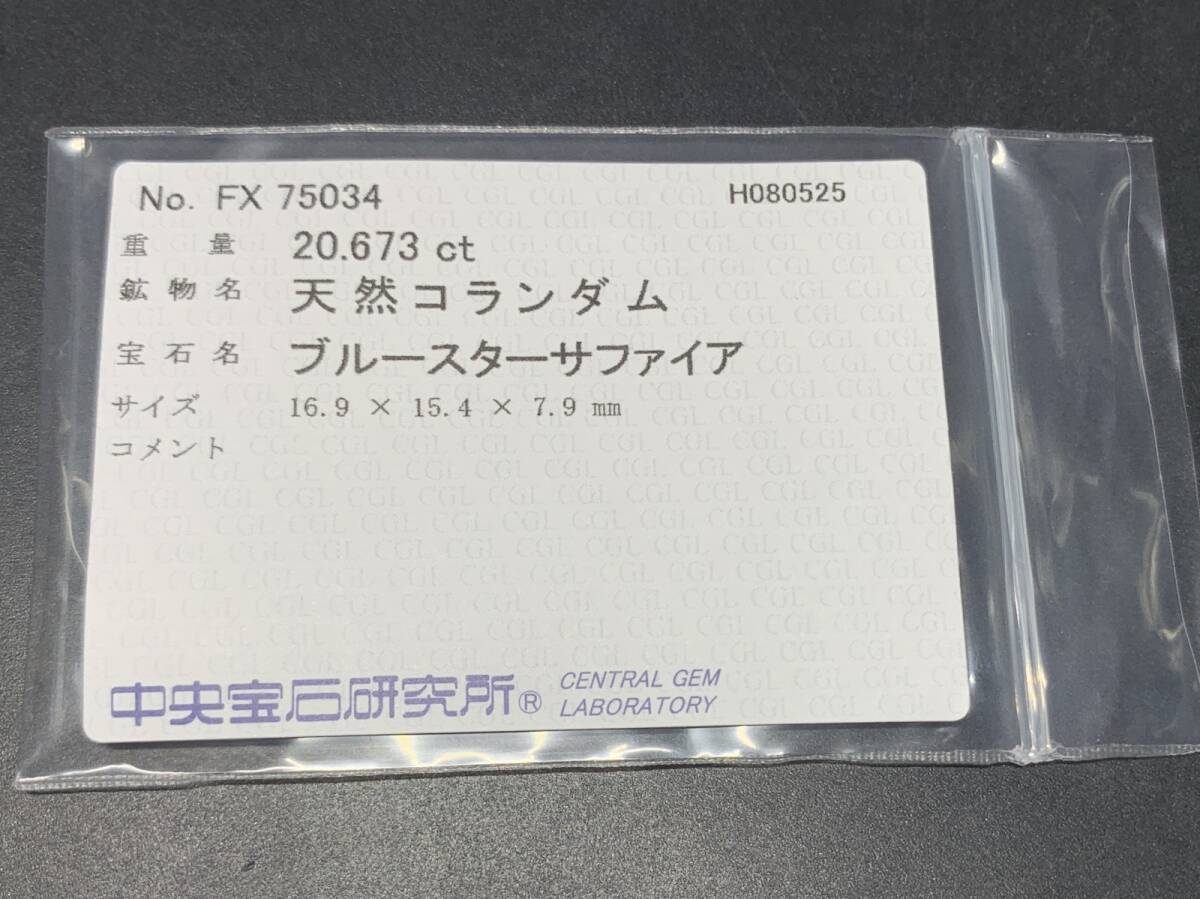 No. FX 75034 H080525
重量 20.673 ct
鉱物名 天然コランダム
宝石名 ブルースターサファイア
サイズ 16.9 × 15.4 × 7.9 mm
コメント
中央宝石研究所® CENTRAL GEM
LABORATORY